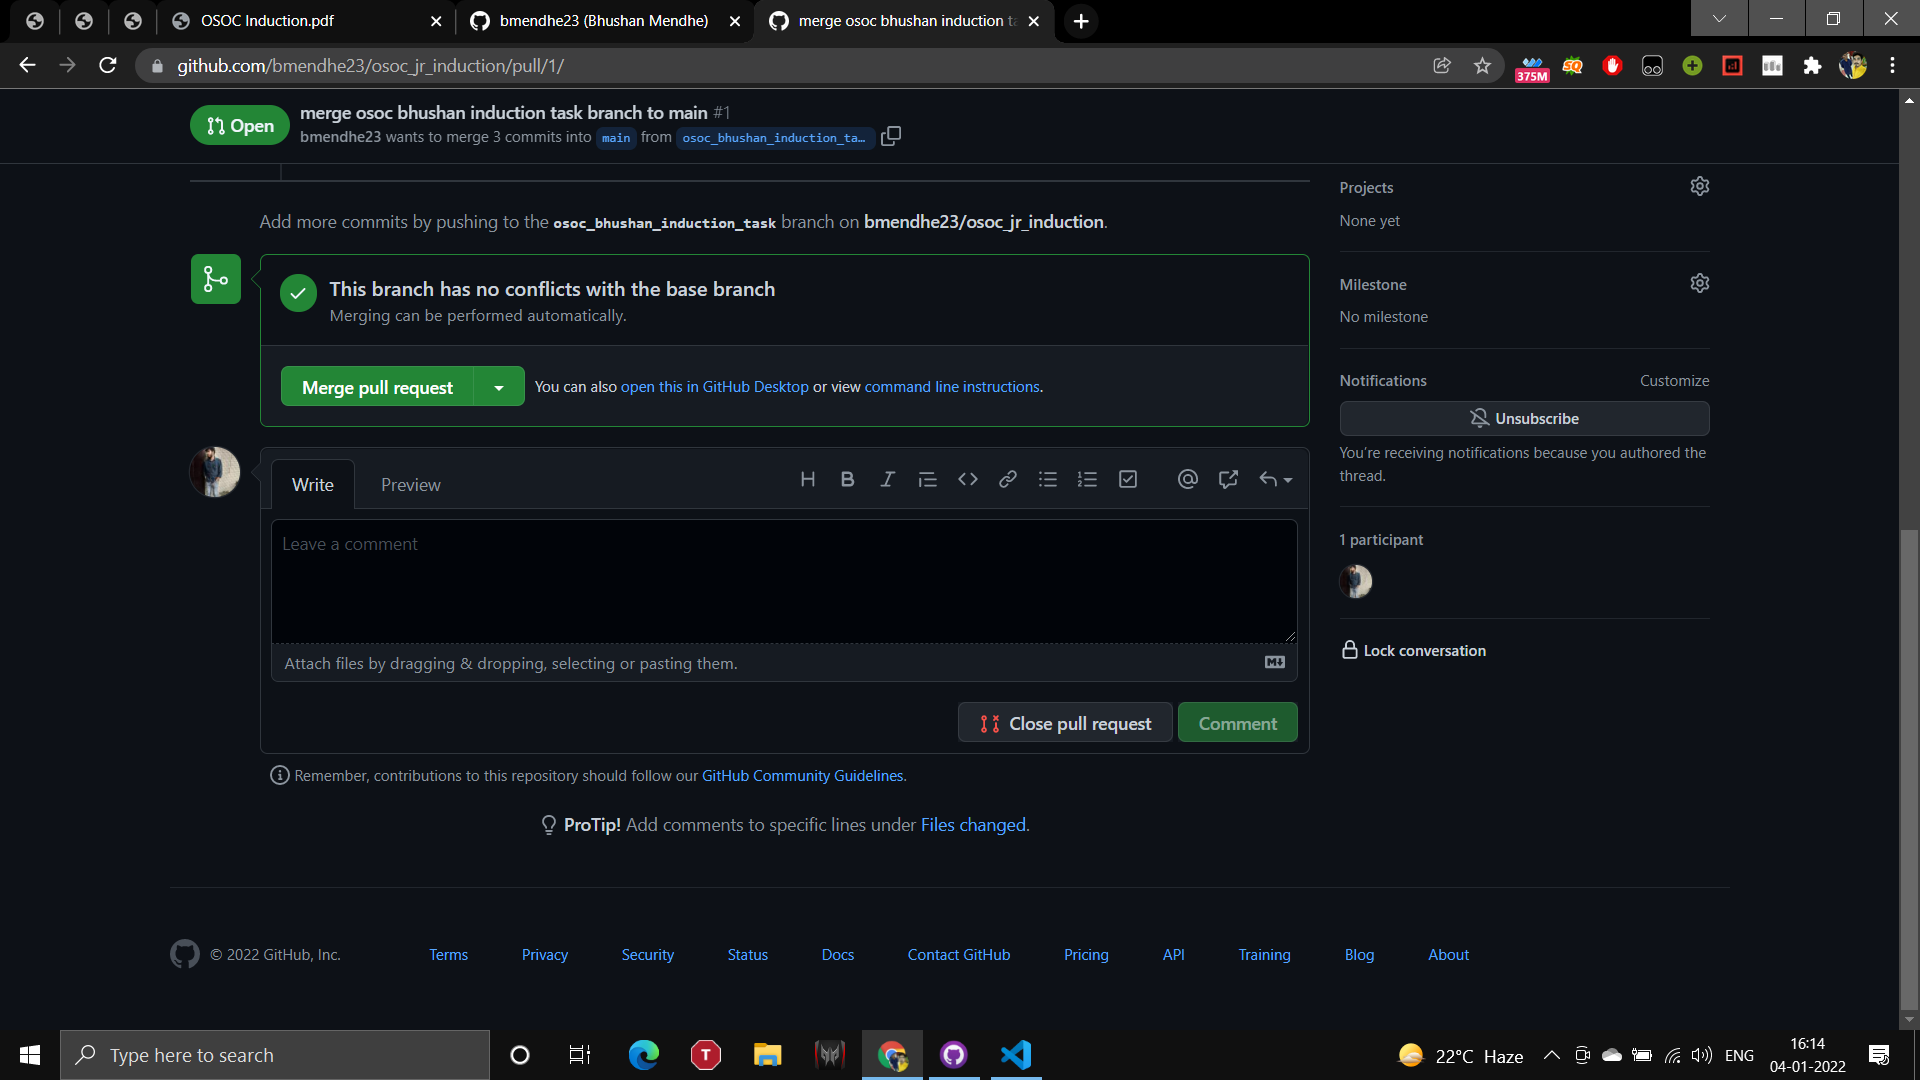 OSOC Induction.pdf
bmendhe23 (Bhushan Mendhe)
merge osoc bhushan induction t
github.com/bmendhe23/osoc_jr_induction/pull/1/
375M
Open
merge osoc bhushan induction task branch to main #1
bmendhe23 wants to merge 3 commits into main from osoc_bhushan_induction_ta…
Add more commits by pushing to the osoc_bhushan_induction_task branch on bmendhe23/osoc_jr_induction.
This branch has no conflicts with the base branch
Merging can be performed automatically.
Merge pull request
You can also open this in GitHub Desktop or view command line instructions.
Write
Preview
Leave a comment
Attach files by dragging & dropping, selecting or pasting them.
Close pull request
Comment
Remember, contributions to this repository should follow our GitHub Community Guidelines.
ProTip! Add comments to specific lines under Files changed.
Projects
None yet
Milestone
No milestone
Notifications
Customize
Unsubscribe
You're receiving notifications because you authored the
thread.
1 participant
Lock conversation
© 2022 GitHub, Inc.
Terms
Privacy
Security
Status
Docs
Contact GitHub
Pricing
API
Training
Blog
About
Type here to search
22°C Haze
ENG
16:14
04-01-2022